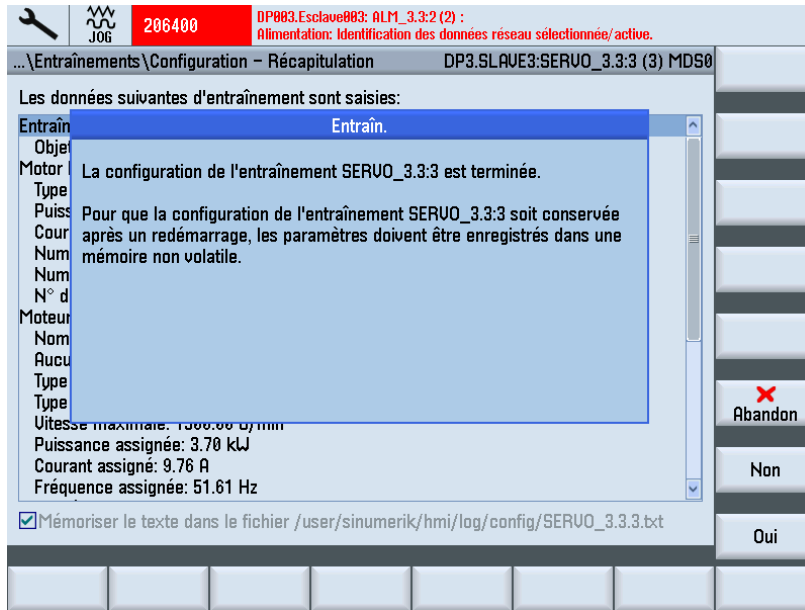 JOG
206400
DP003.Esclave003: ALM_3.3:2 (2) :
Alimentation: Identification des données réseau sélectionnée/active.
...\Entraînements\Configuration - Récapitulation DP3.SLAVE3:SERVO_3.3:3 (3) MDS0
Les données suivantes d'entraînement sont saisies:
Entraîn
Objet
Motor
Type
Puiss
Cour
Num
Num
N° d
Moteur
Nom
Aucu
Type
Type
Entraîn.
La configuration de l'entraînement SERVO_3.3:3 est terminée.
Pour que la configuration de l'entraînement SERVO_3.3:3 soit conservée
après un redémarrage, les paramètres doivent être enregistrés dans une
mémoire non volatile.
Vitesse maximale: 1500.00 U/min
Puissance assignée: 3.70 kW
Courant assigné: 9.76 A
Fréquence assignée: 51.61 Hz
Mémoriser le texte dans le fichier /user/sinumerik/hmi/log/config/SERVO_3.3.3.txt
Abandon
Non
Oui